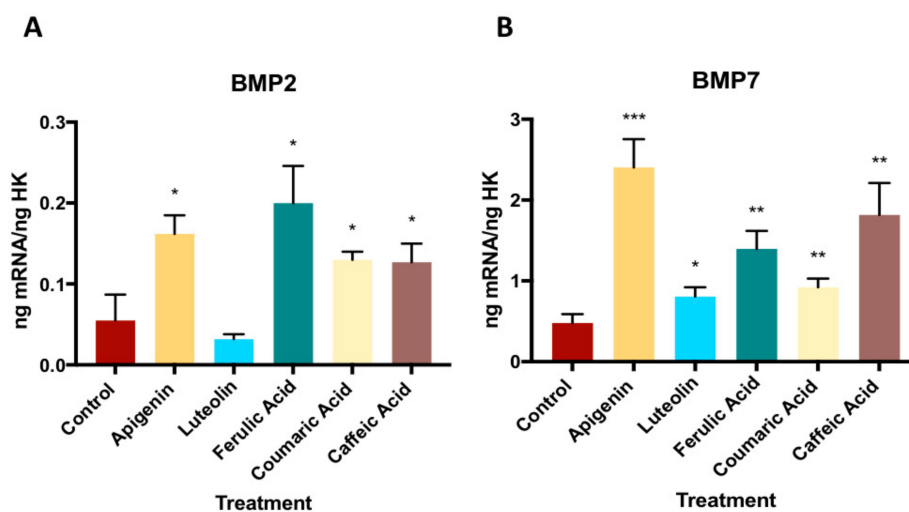 A
BMP2
ng mRNA/ng HK
0.3
0.2
0.1
0.0
*
*
*
*
Control
Apigenin
Luteolin
Ferulic Acid
Coumaric Acid
Caffeic Acid
Treatment
B
BMP7
ng mRNA/ng HK
3
2
1
0
***
*
**
**
**
Control
Apigenin
Luteolin
Ferulic Acid
Coumaric Acid
Caffeic Acid
Treatment